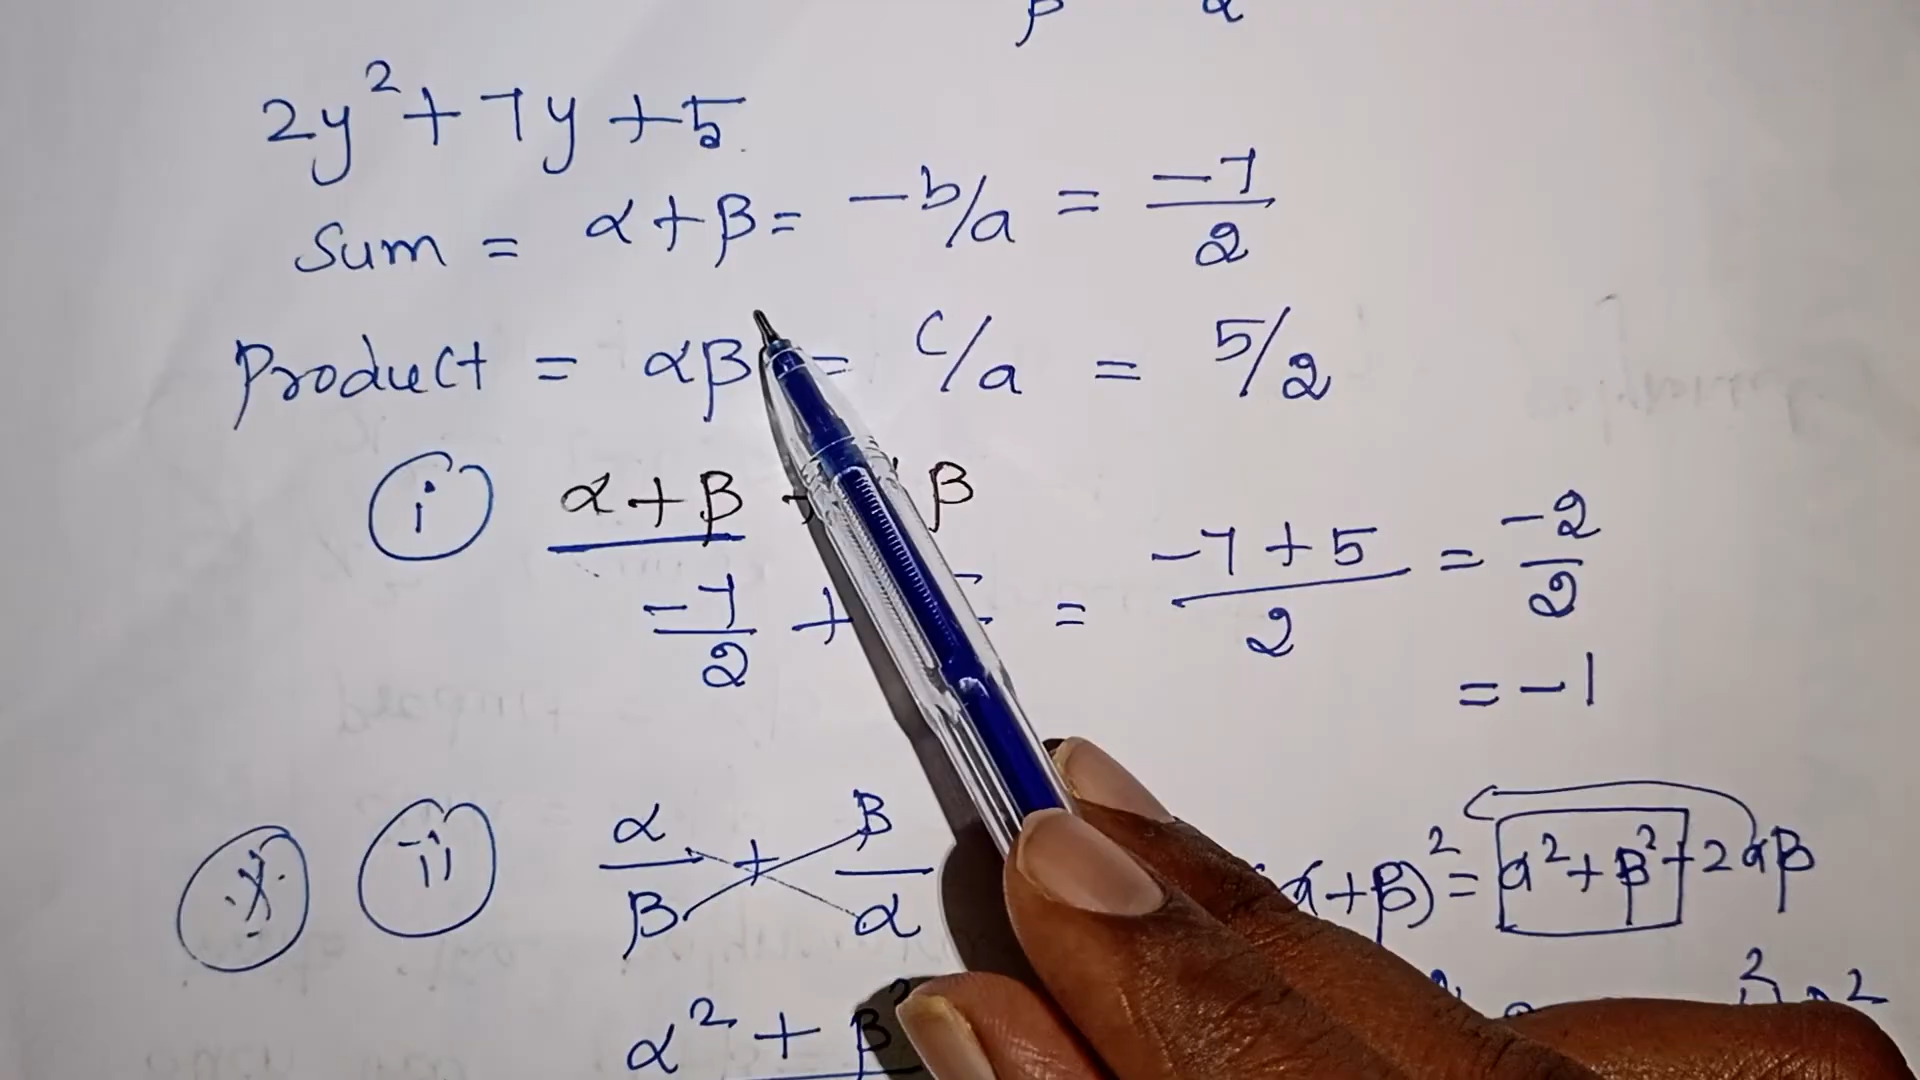 β α
2y² + 7y + 5
Sum = α + β = -b/a = -7/2
Product = αβ = c/a = 5/2
(i) α + β + β
-7/2 + = (-7 + 5)/2 = -2/2
= -1
(ii) α/β + β/α (α + β)² = α² + β² + 2αβ
α² + β²